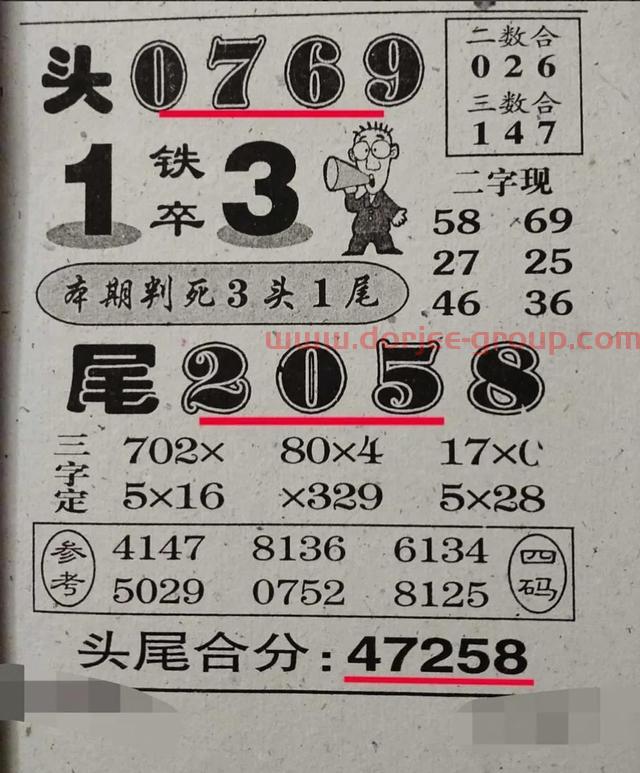 头 0769
二数合
026
三数合
147
1 铁卒 3
二字现
58 69
27 25
46 36
本期判死3头1尾
www.dorjee-group.com
尾 2058
三字定
702× 80×4 17×
5×16 ×329 5×28
参考
4147 8136 6134
5029 0752 8125
四码
头尾合分：47258